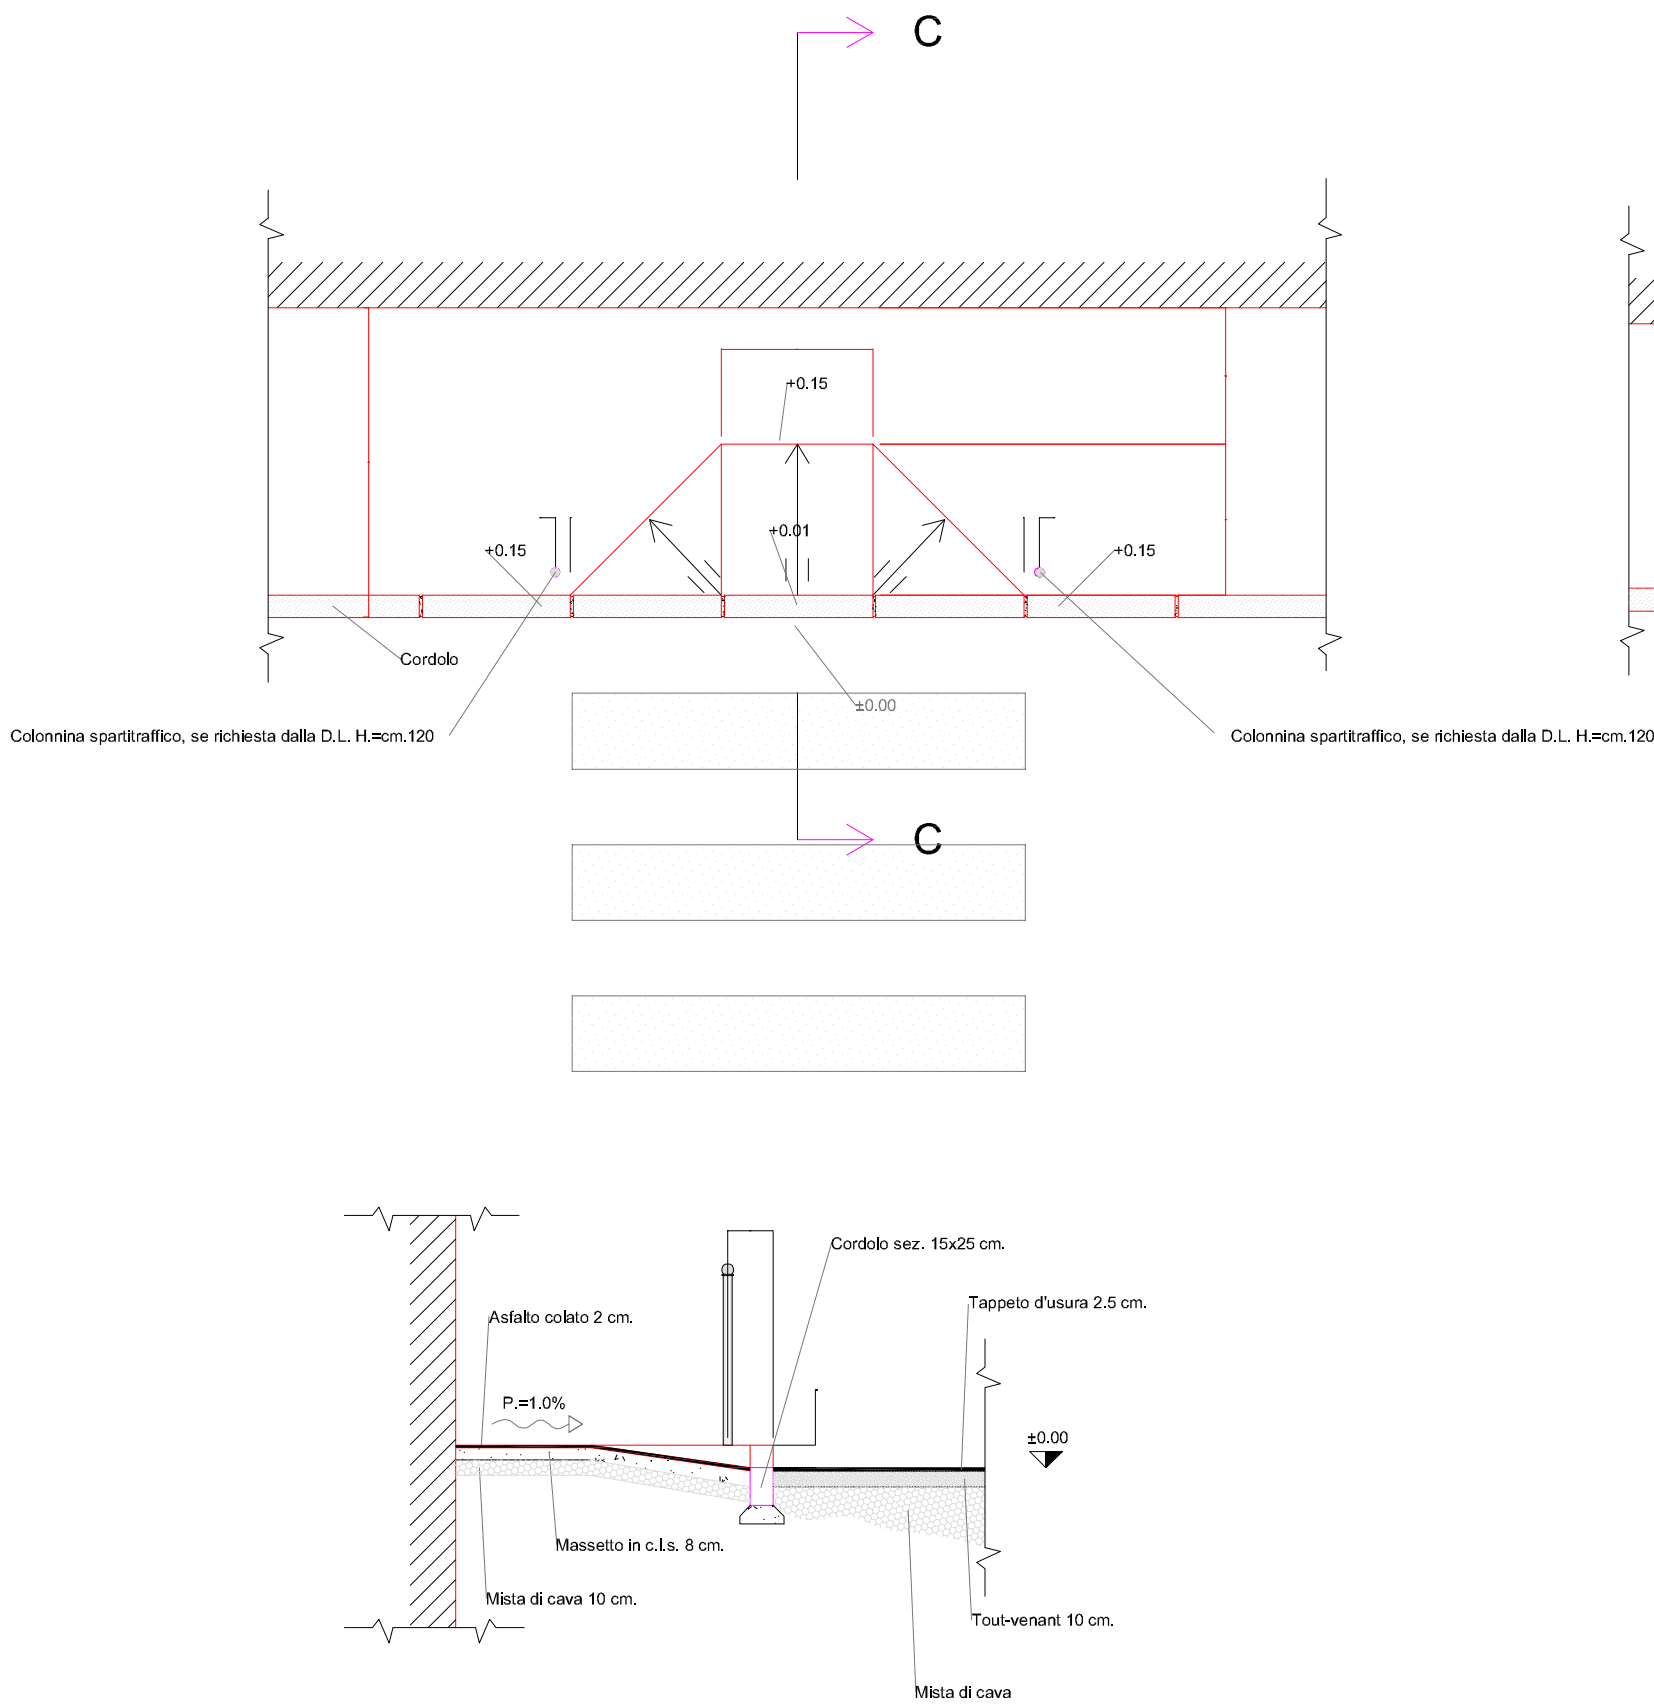 C
+0.15
+0.01
+0.15
+0.15
Cordolo
±0.00
Colonnina spartitraffico, se richiesta dalla D.L. H.=cm.120
Colonnina spartitraffico, se richiesta dalla D.L. H.=cm.120
C
Cordolo sez. 15x25 cm.
Tappeto d'usura 2.5 cm.
Asfalto colato 2 cm.
P.=1.0%
±0.00
Massetto in c.l.s. 8 cm.
Mista di cava 10 cm.
Tout-venant 10 cm.
Mista di cava